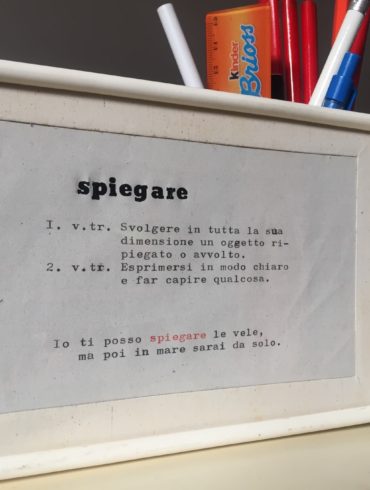 kinder
Brioss
spiegare
I. v.tr. Svolgere in tutta la sua
dimensione un oggetto ri-
piegato o avvolto.
2. v.tr. Esprimersi in modo chiaro
e far capire qualcosa.
Io ti posso spiegare le vele,
ma poi in mare sarai da solo.